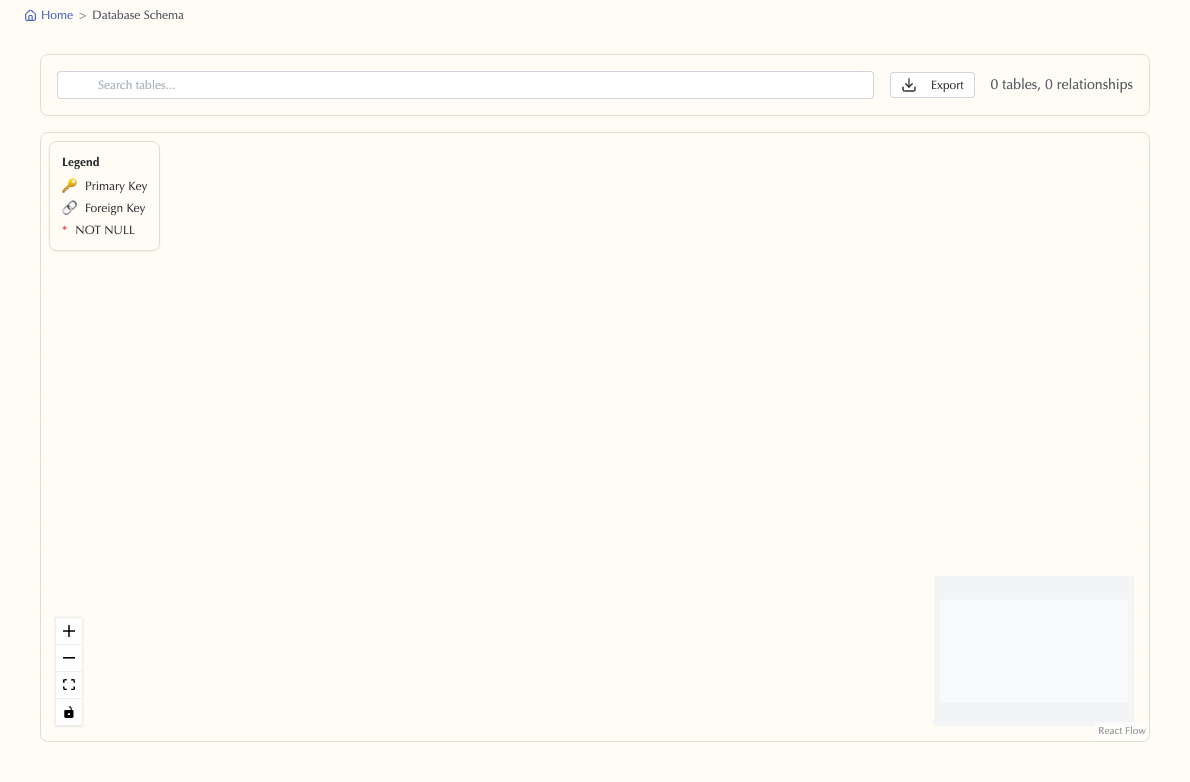 Home > Database Schema
Search tables...
Export
0 tables, 0 relationships
Legend
Primary Key
Foreign Key
* NOT NULL
React Flow